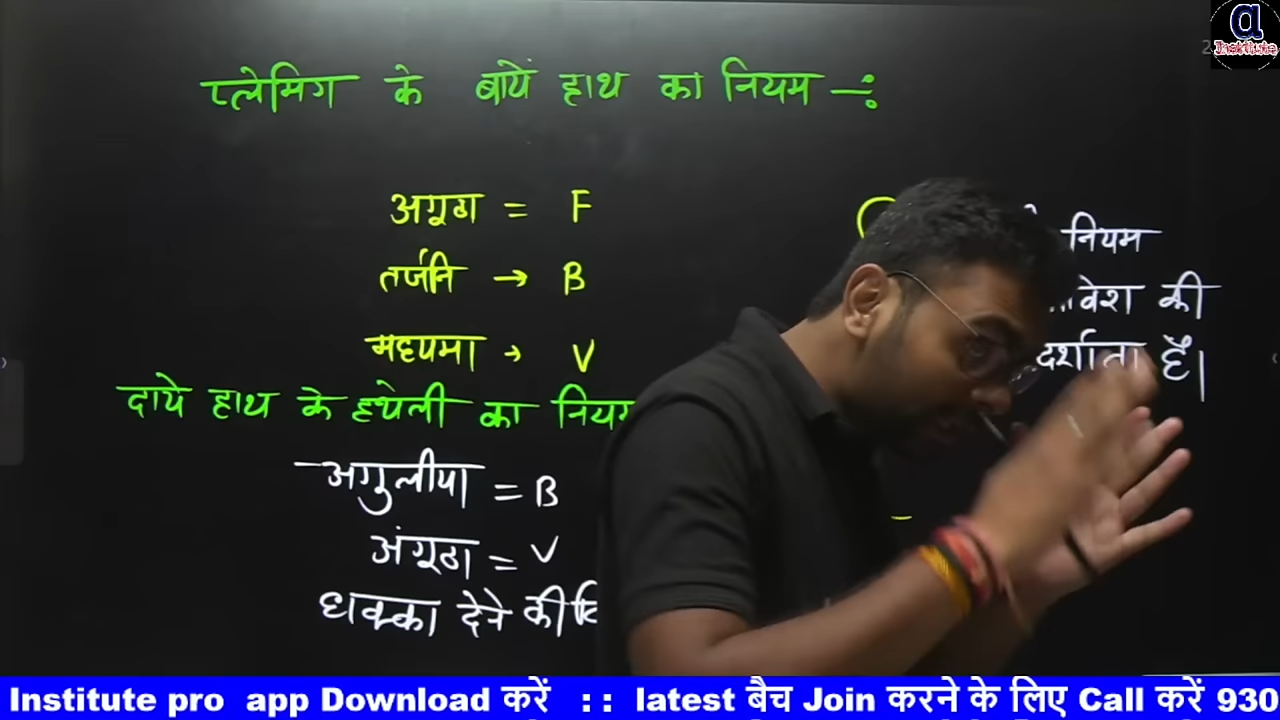 प्लेमिग के बायें हाथ का नियम -:
अगूठा = F
तर्जनि → B
मध्यमा → V
दाये हाथ के हथेली का
अगुलीया = B
अंगूठा = V
धक्का देने की
नियम
की
दर्शाता है।
α
Institute
Institute pro app Download करें :: latest बैच Join करने के लिए Call करें 930